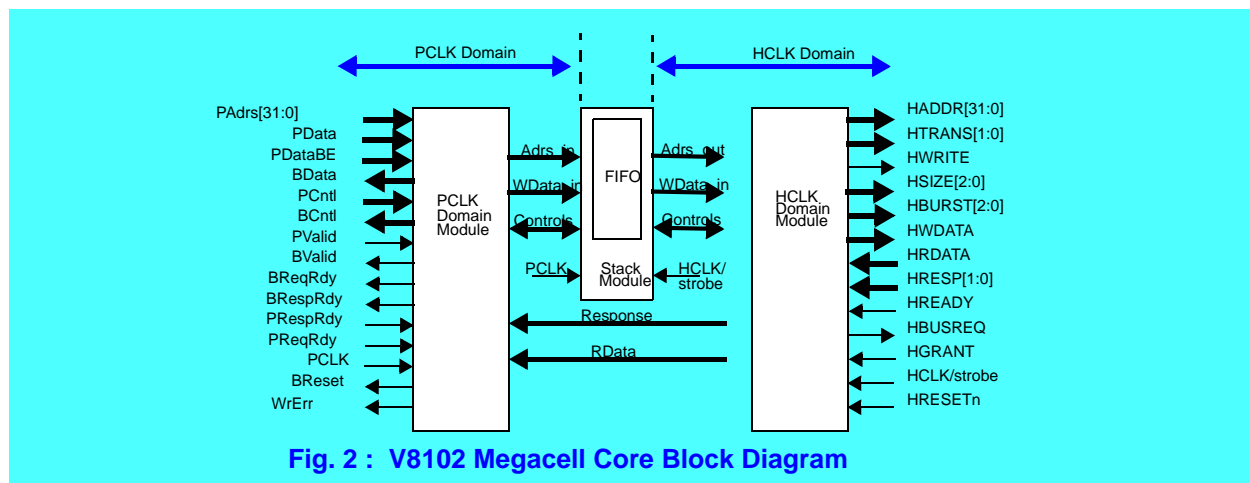 PCLK Domain
HCLK Domain
PAdrs[31:0]
PData
PDataBE
BData
PCntl
BCntl
PValid
BValid
BReqRdy
BRespRdy
PRespRdy
PReqRdy
PCLK
BReset
WrErr
PCLK
Domain
Module
Adrs_in
WData_in
Controls
PCLK
FIFO
Stack
Module
Adrs_out
WData_in
Controls
HCLK/
strobe
Response
RData
HCLK
Domain
Module
HADDR[31:0]
HTRANS[1:0]
HWRITE
HSIZE[2:0]
HBURST[2:0]
HWDATA
HRDATA
HRESP[1:0]
HREADY
HBUSREQ
HGRANT
HCLK/strobe
HRESETn
Fig. 2 : V8102 Megacell Core Block Diagram